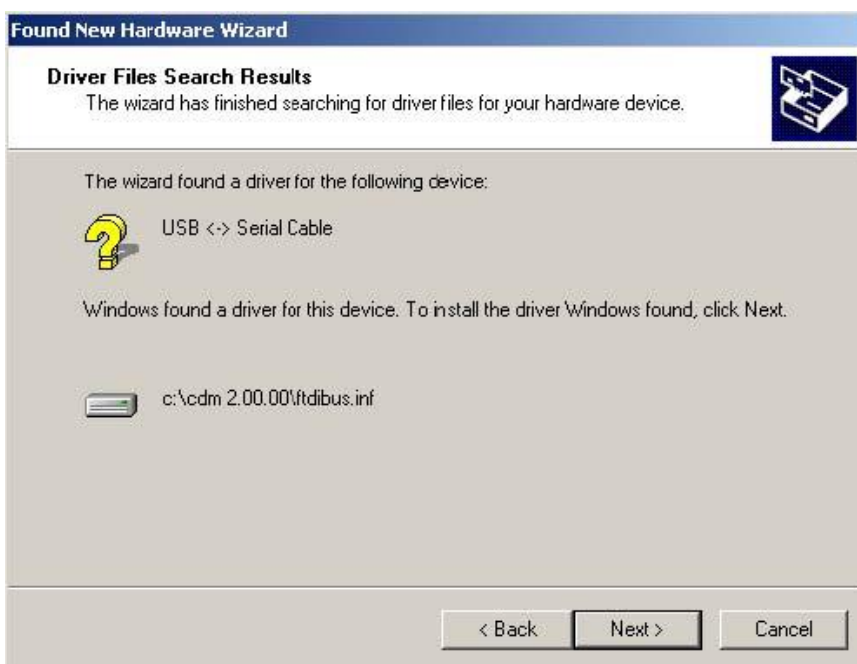 Found New Hardware Wizard
Driver Files Search Results
The wizard has finished searching for driver files for your hardware device.
The wizard found a driver for the following device:
USB <-> Serial Cable
Windows found a driver for this device. To install the driver Windows found, click Next.
c:\cdm 2.00.00\ftdibus.inf
< Back
Next >
Cancel